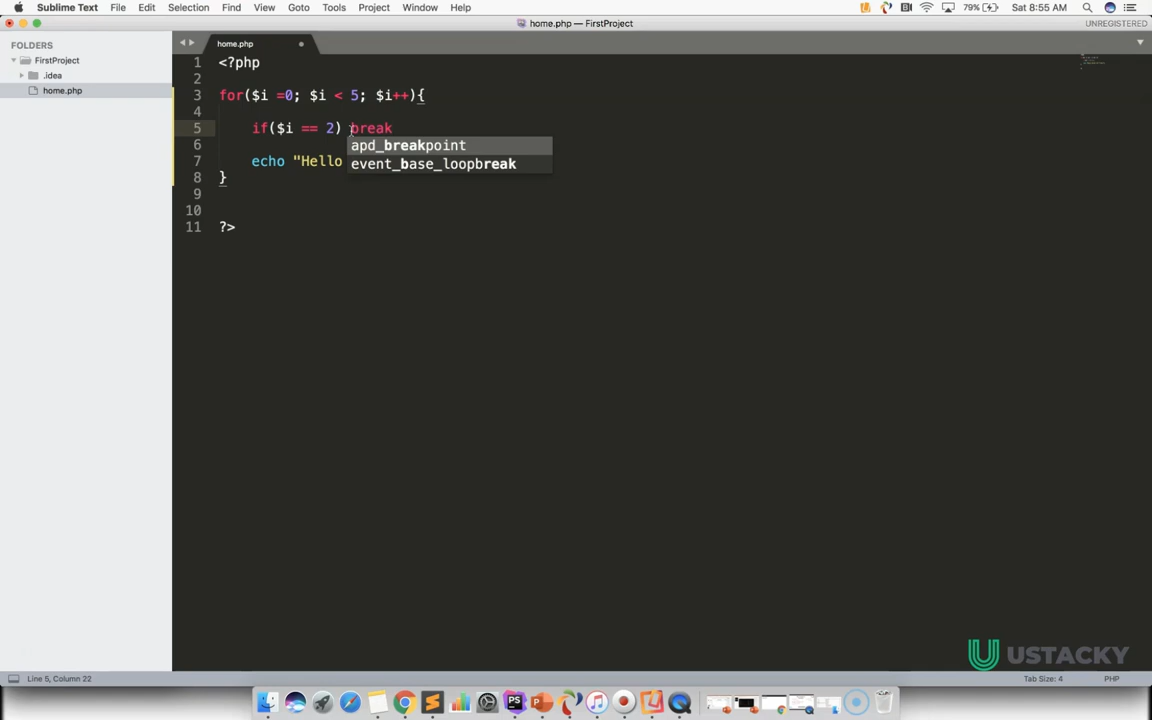 Sublime Text File Edit Selection Find View Goto Tools Project Window Help 79% Sat 8:55 AM
home.php — FirstProject UNREGISTERED
FOLDERS
FirstProject
.idea
home.php
home.php
1 <?php
2
3 for($i =0; $i < 5; $i++){
4
5 if($i == 2) break
apd_breakpoint
event_base_loopbreak
6
7 echo "Hello
8 }
9
10
11 ?>
USTACKY
Line 5, Column 22 Tab Size: 4 PHP